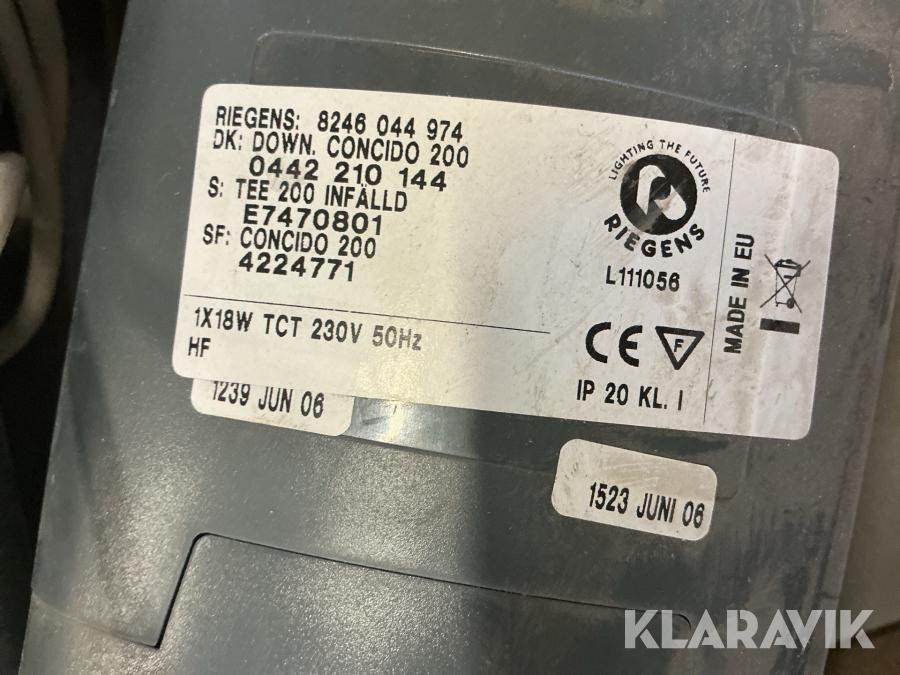 RIEGENS: 8246 044 974
DK: DOWN. CONCIDO 200
0442 210 144
S: TEE 200 INFÄLLD
E7470801
SF: CONCIDO 200
4224771
1X18W TCT 230V 50Hz
HF
LIGHTING THE FUTURE
RIEGENS
L111056
CE F
IP 20 KL. I
MADE IN EU
1239 JUN 06
1523 JUNI 06
KLARAVIK